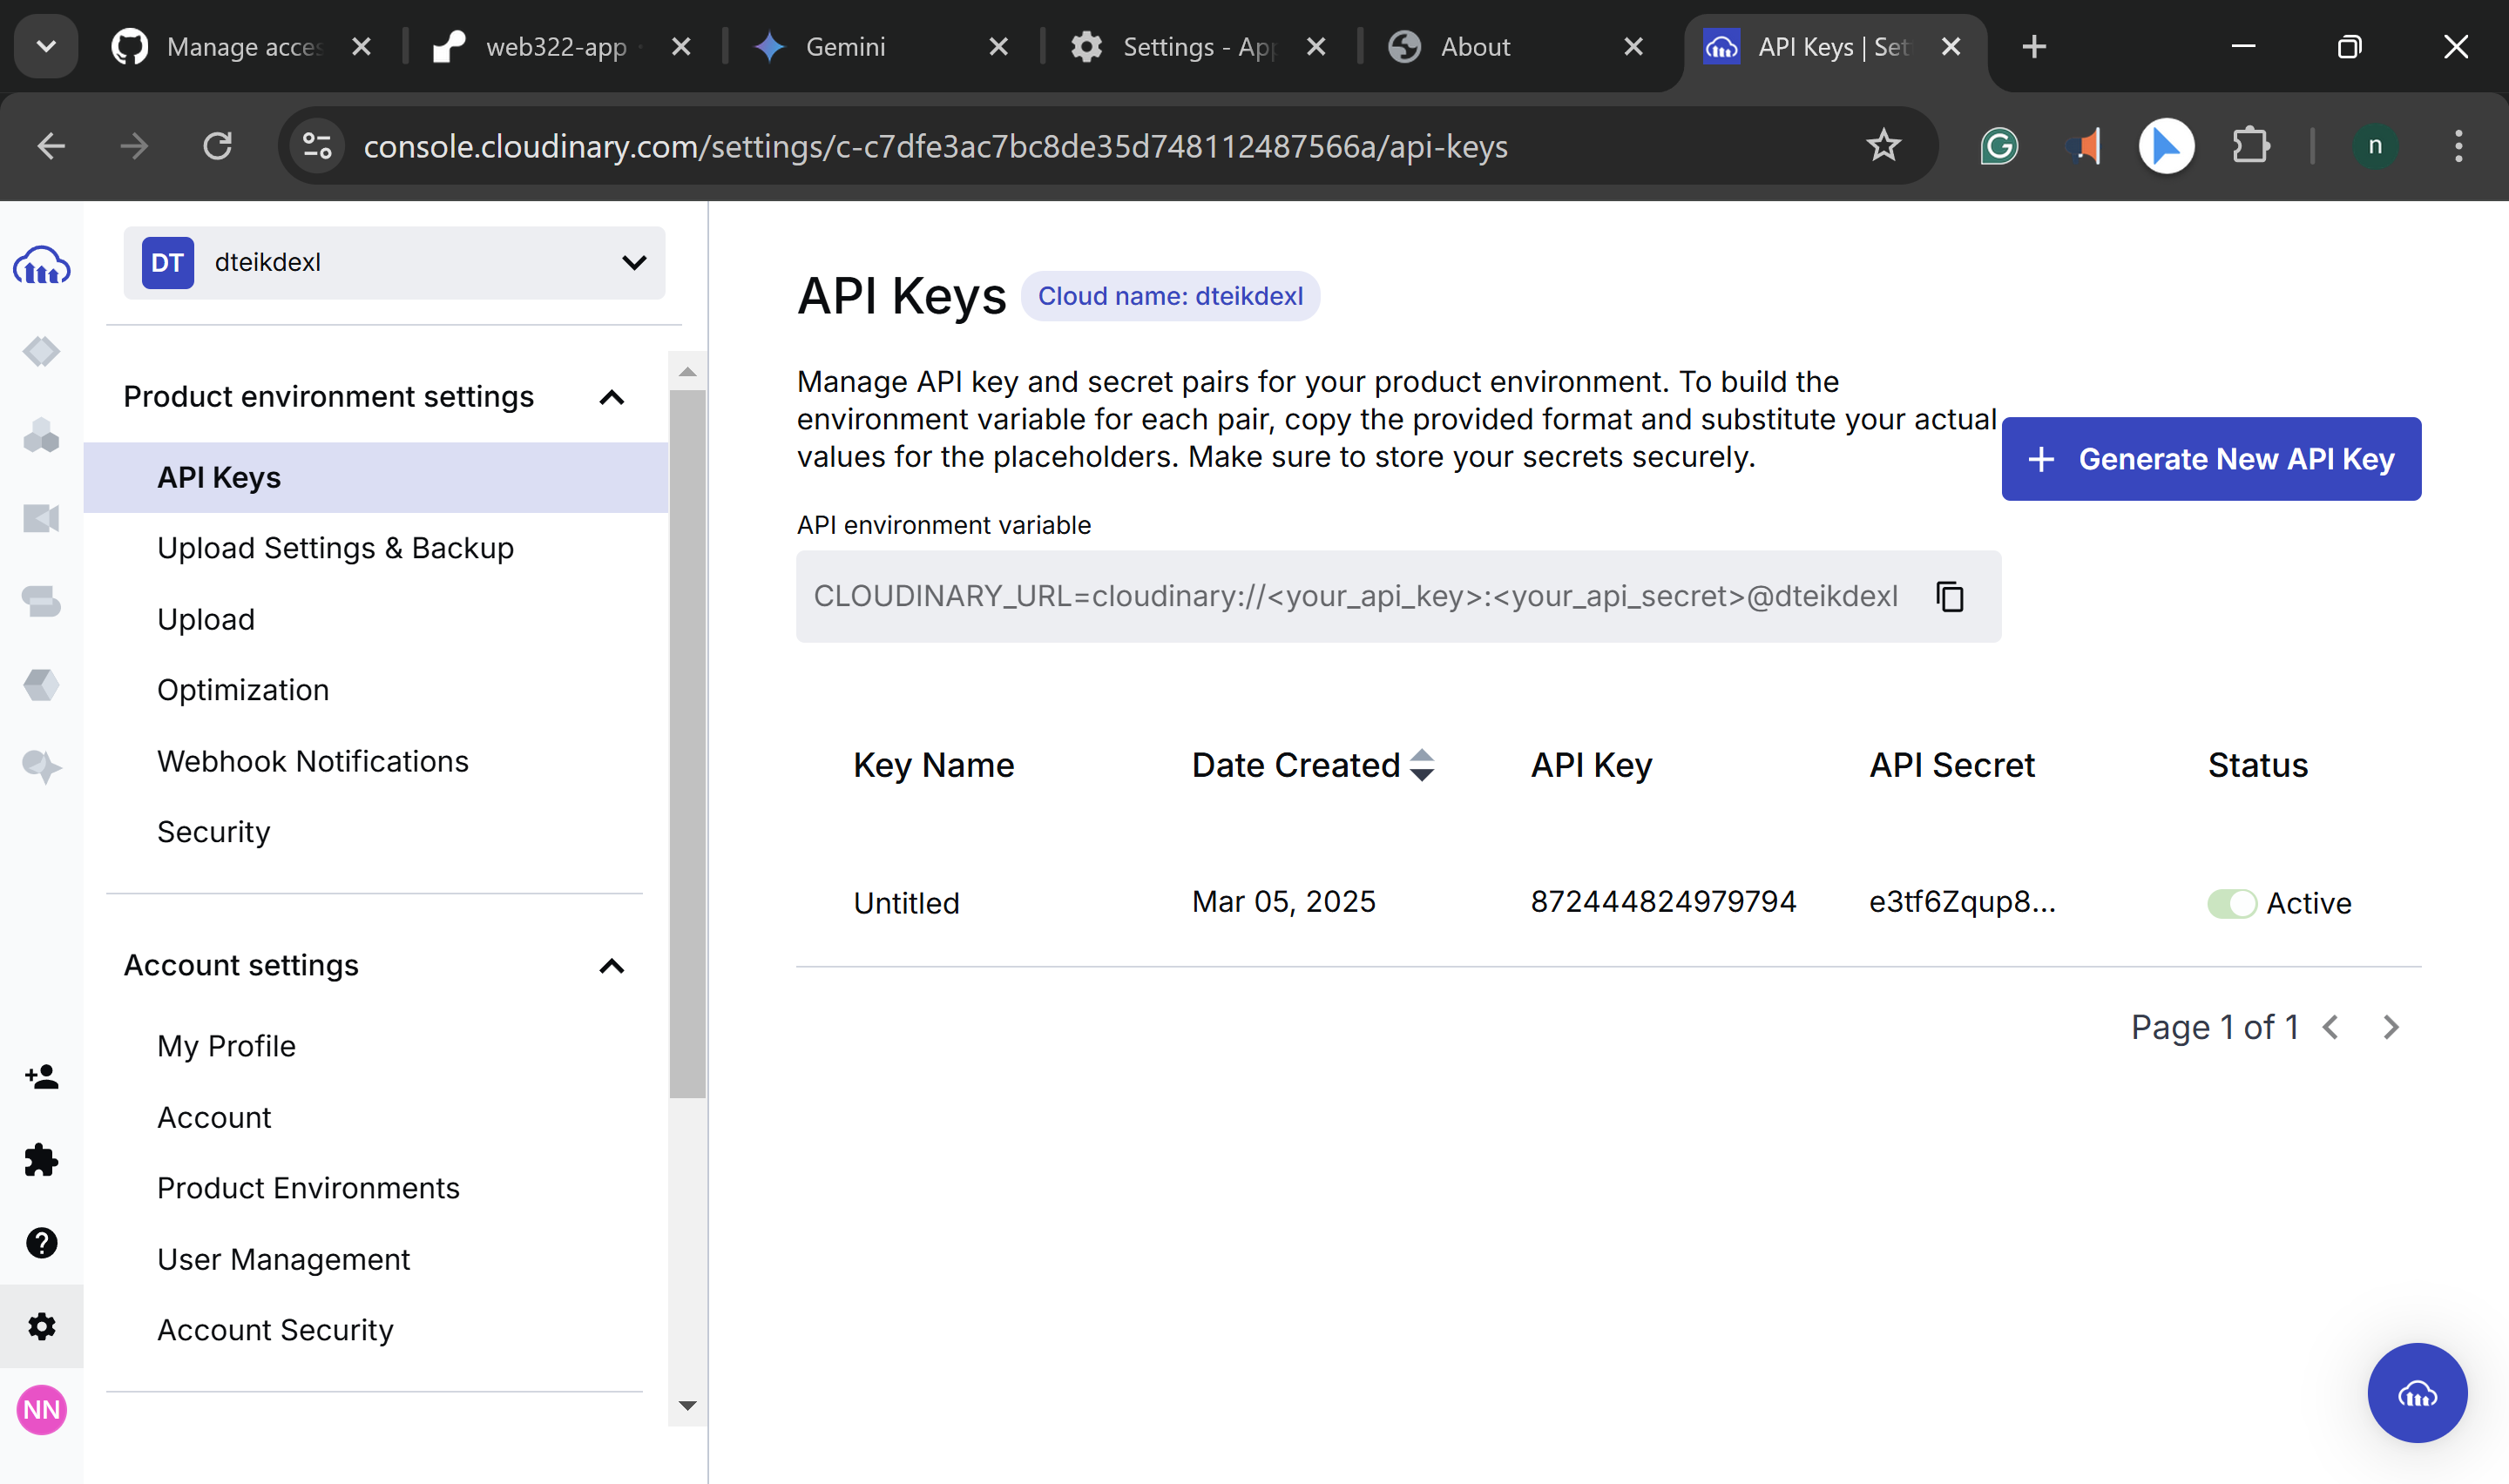 Manage acces
web322-app
Gemini
Settings - App
About
API Keys | Set
console.cloudinary.com/settings/c-c7dfe3ac7bc8de35d748112487566a/api-keys
n
DT dteikdexl
Product environment settings
API Keys
Upload Settings & Backup
Upload
Optimization
Webhook Notifications
Security
Account settings
My Profile
Account
Product Environments
User Management
Account Security
NN
API Keys Cloud name: dteikdexl
Manage API key and secret pairs for your product environment. To build the
environment variable for each pair, copy the provided format and substitute your actual
values for the placeholders. Make sure to store your secrets securely.
+ Generate New API Key
API environment variable
CLOUDINARY_URL=cloudinary://<your_api_key>:<your_api_secret>@dteikdexl
Key Name Date Created API Key API Secret Status
Untitled Mar 05, 2025 872444824979794 e3tf6Zqup8... Active
Page 1 of 1